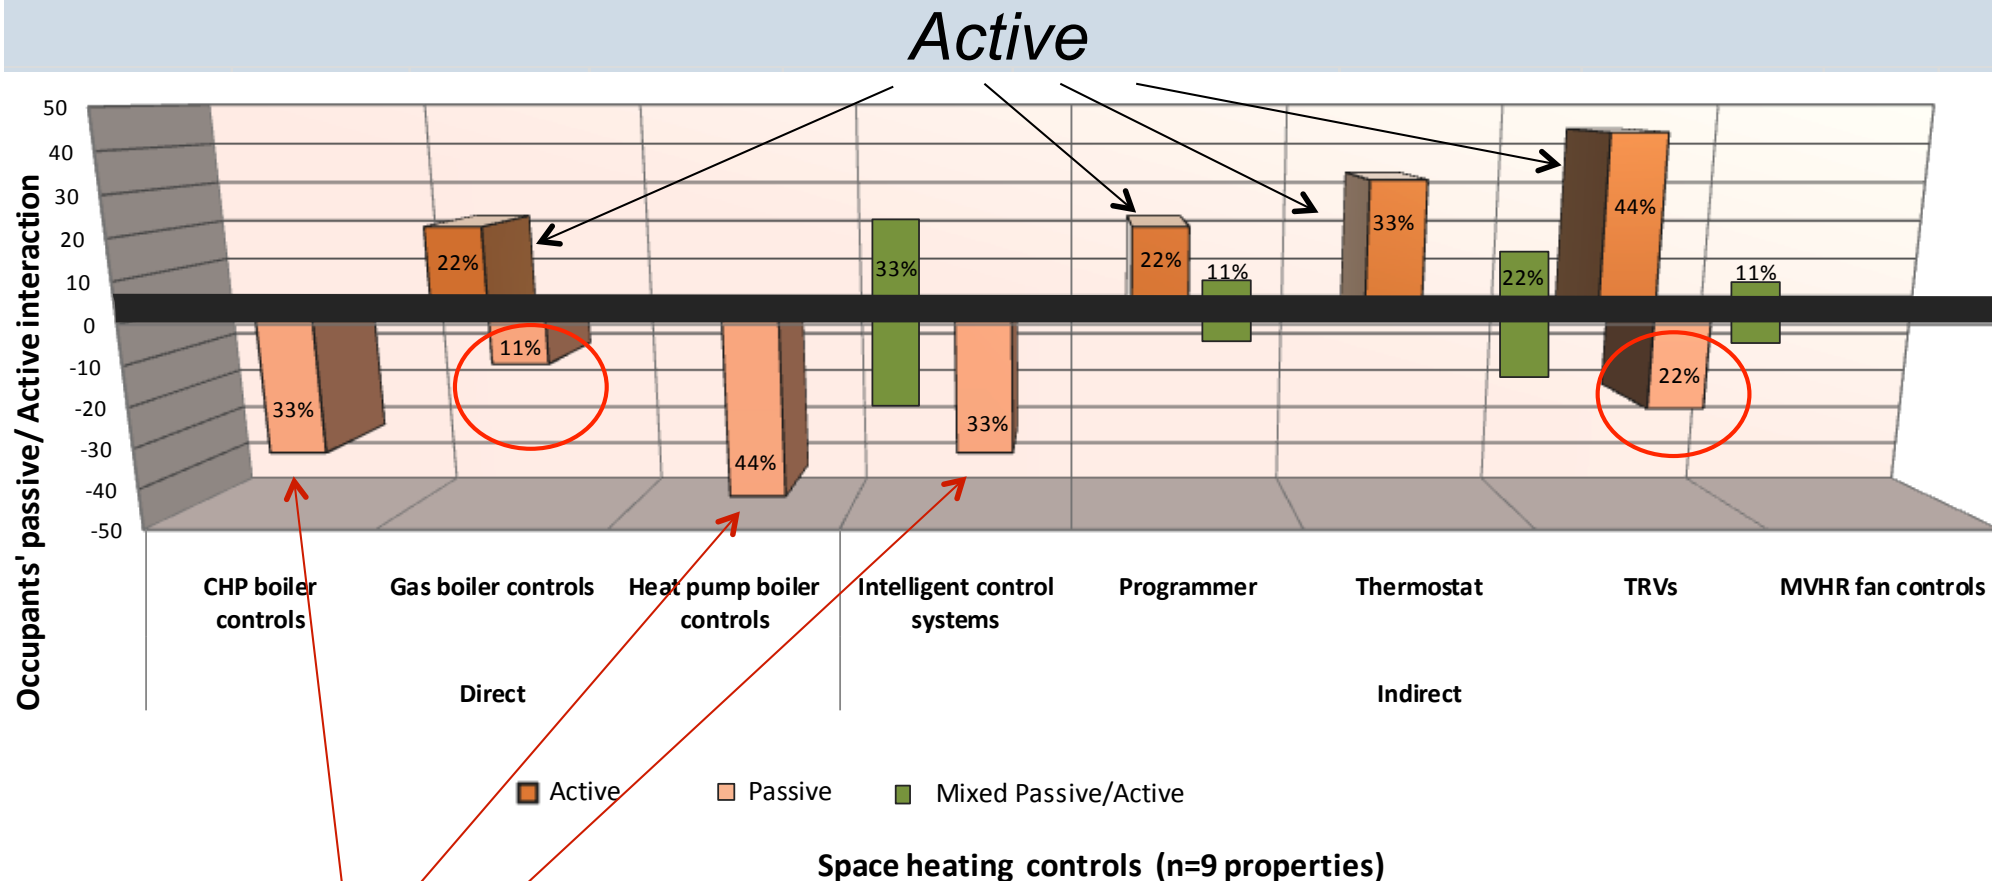 Active
Occupants' passive/ Active interaction
50
40
30
20
10
0
-10
-20
-30
-40
-50
33%
22%
11%
44%
33%
33%
22%
11%
33%
22%
44%
22%
11%
CHP boiler
controls
Gas boiler controls
Heat pump boiler
controls
Intelligent control
systems
Programmer
Thermostat
TRVs
MVHR fan controls
Direct
Indirect
Active
Passive
Mixed Passive/Active
Space heating controls (n=9 properties)